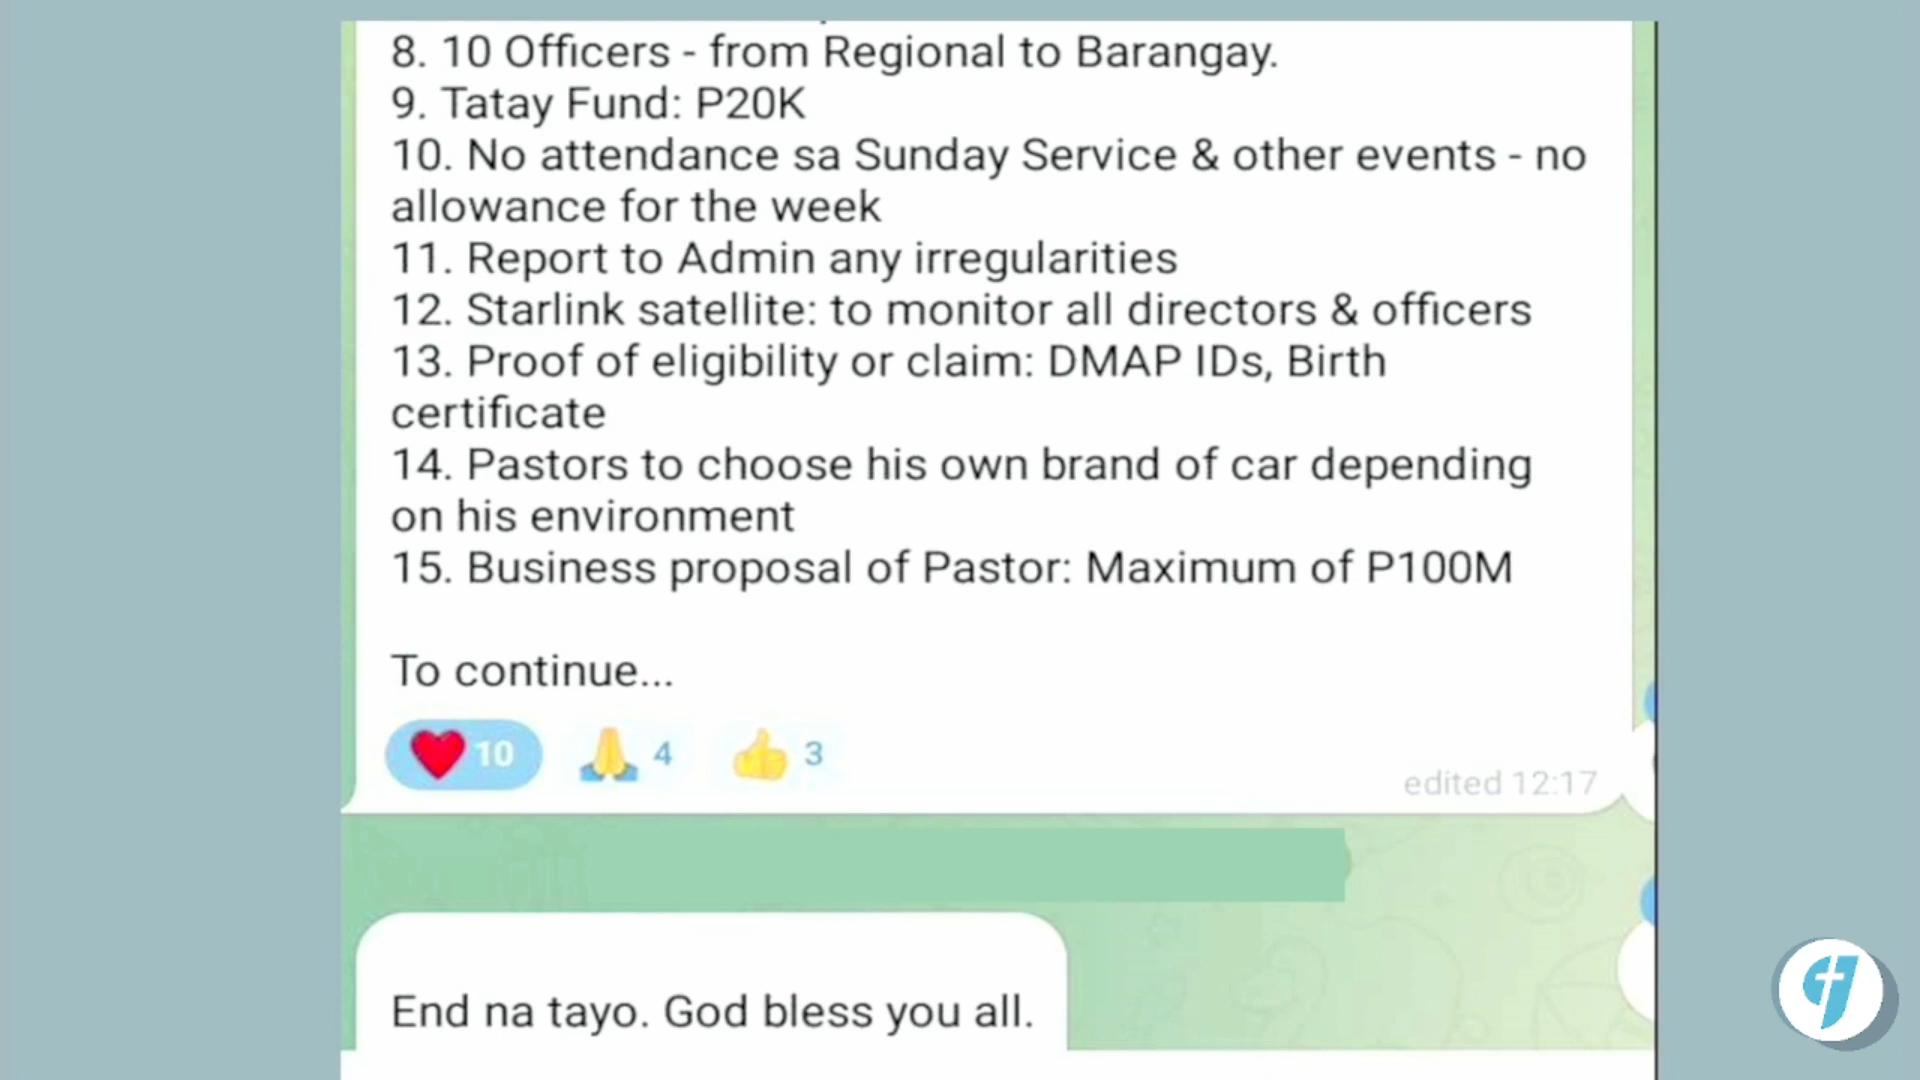 8. 10 Officers - from Regional to Barangay.
9. Tatay Fund: P20K
10. No attendance sa Sunday Service & other events - no
allowance for the week
11. Report to Admin any irregularities
12. Starlink satellite: to monitor all directors & officers
13. Proof of eligibility or claim: DMAP IDs, Birth
certificate
14. Pastors to choose his own brand of car depending
on his environment
15. Business proposal of Pastor: Maximum of P100M
To continue...
10 4 3
edited 12:17
End na tayo. God bless you all.